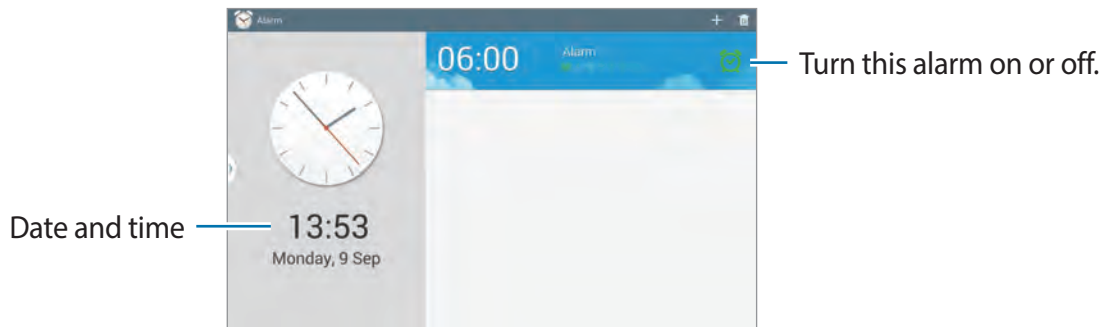 Alarm
06:00
Alarm
Turn this alarm on or off.
Date and time
13:53
Monday, 9 Sep